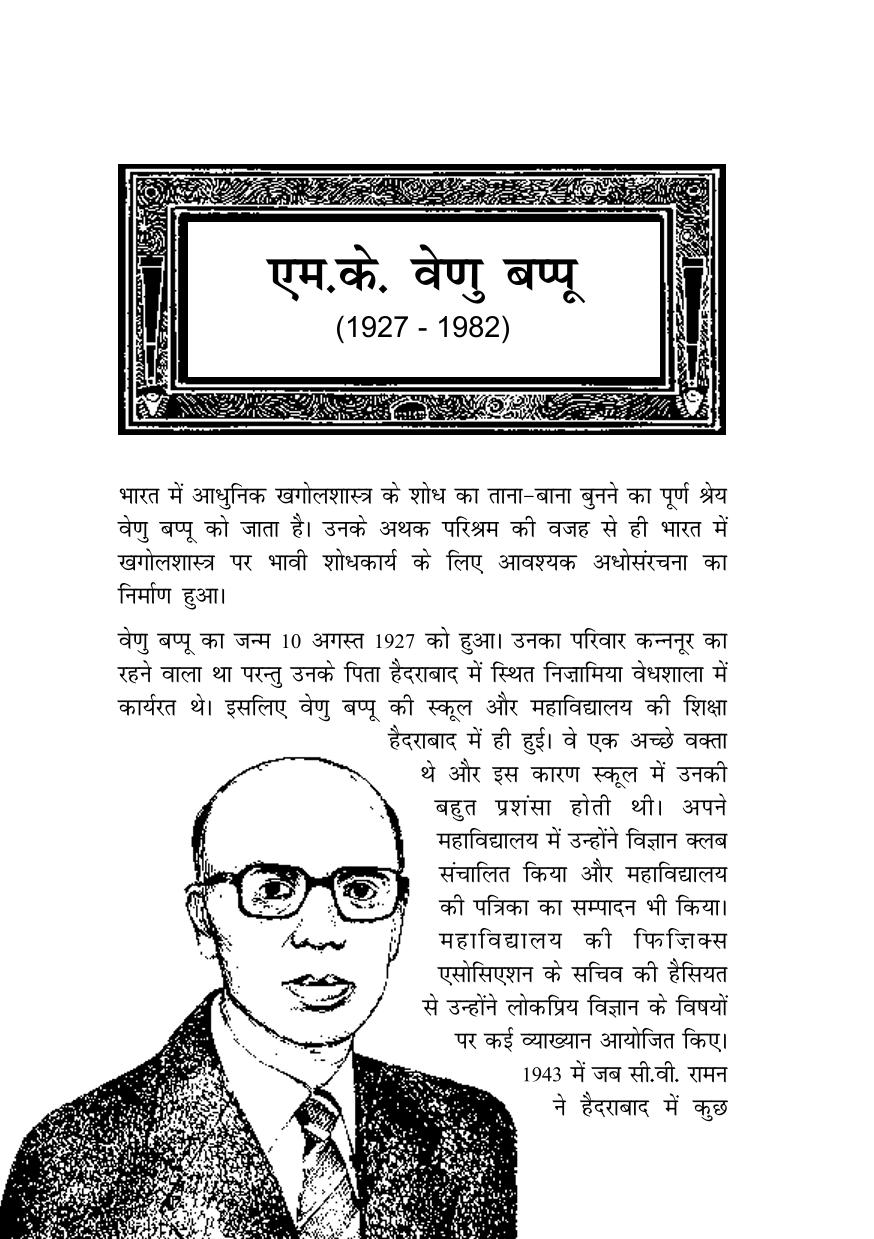 एम.के. वेणु बप्पू
(1927 - 1982)
भारत में आधुनिक खगोलशास्त्र के शोध का ताना-बाना बुनने का पूर्ण श्रेय
वेणु बप्पू को जाता है। उनके अथक परिश्रम की वजह से ही भारत में
खगोलशास्त्र पर भावी शोधकार्य के लिए आवश्यक अधोसंरचना का
निर्माण हुआ।
वेणु बप्पू का जन्म 10 अगस्त 1927 को हुआ। उनका परिवार कन्ननूर का
रहने वाला था परन्तु उनके पिता हैदराबाद में स्थित निज़ामिया वेधशाला में
कार्यरत थे। इसलिए वेणु बप्पू की स्कूल और महाविद्यालय की शिक्षा
हैदराबाद में ही हुई। वे एक अच्छे वक्ता
थे और इस कारण स्कूल में उनकी
बहुत प्रशंसा होती थी। अपने
महाविद्यालय में उन्होंने विज्ञान क्लब
संचालित किया और महाविद्यालय
की पत्रिका का सम्पादन भी किया।
महाविद्यालय की फिज़िक्स
एसोसिएशन के सचिव की हैसियत
से उन्होंने लोकप्रिय विज्ञान के विषयों
पर कई व्याख्यान आयोजित किए।
1943 में जब सी.वी. रामन
ने हैदराबाद में कुछ